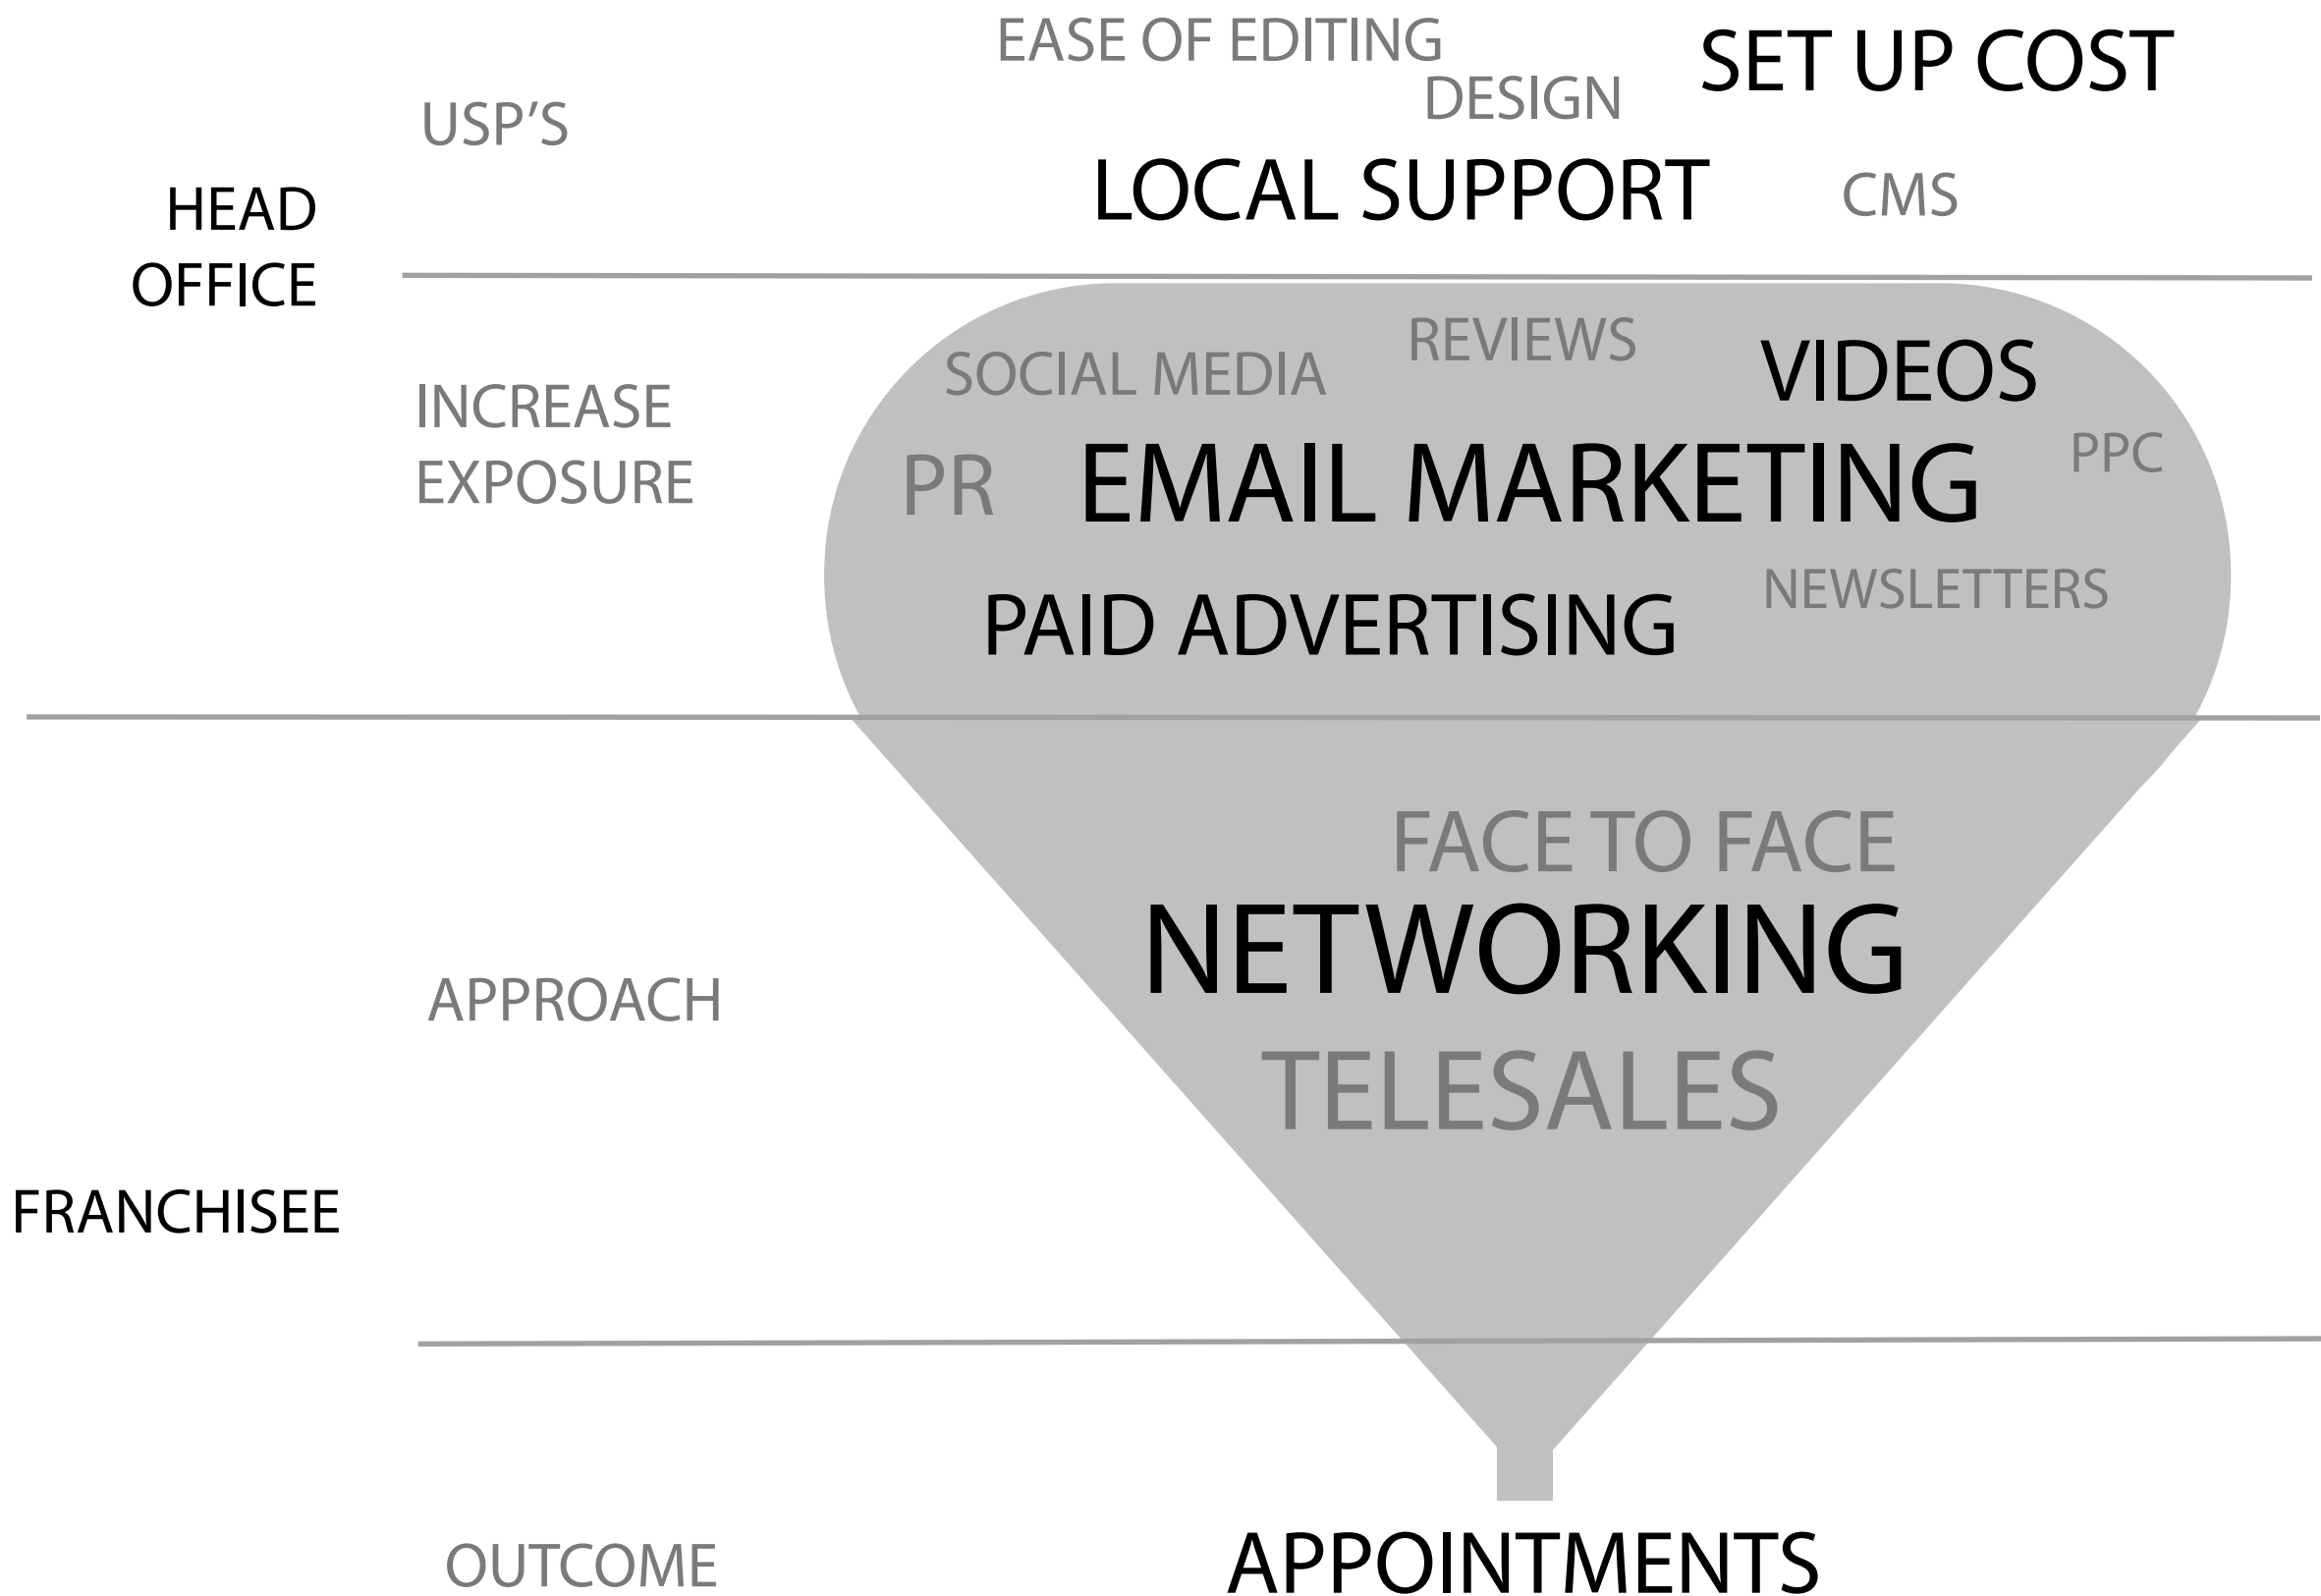 EASE OF EDITING
SET UP COST
DESIGN
USP'S
LOCAL SUPPORT
CMS
HEAD
OFFICE
REVIEWS
SOCIAL MEDIA
VIDEOS
INCREASE
EXPOSURE
PR
EMAIL MARKETING
PPC
NEWSLETTERS
PAID ADVERTISING
FACE TO FACE
NETWORKING
APPROACH
TELESALES
FRANCHISEE
OUTCOME
APPOINTMENTS